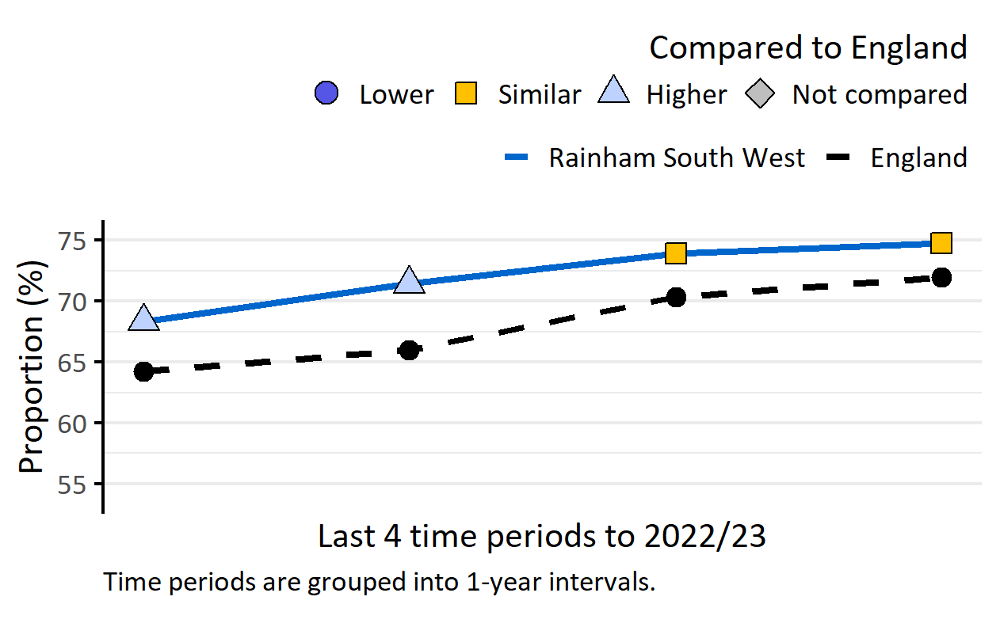 Compared to England
Lower Similar Higher Not compared
Rainham South West England
75
70
65
60
55
Proportion (%)
Last 4 time periods to 2022/23
Time periods are grouped into 1-year intervals.